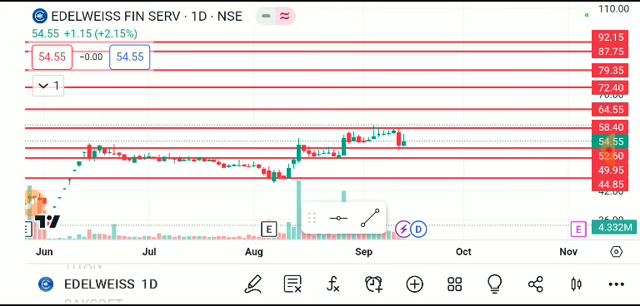 EDELWEISS FIN SERV · 1D · NSE
54.55 +1.15 (+2.15%)
54.55 −0.00 54.55
1
110.00
92.15
87.75
79.35
72.40
64.55
58.40
54.55
52.60
49.95
44.85
4.332M
E E E D
Jun Jul Aug Sep Oct Nov
EDELWEISS 1D